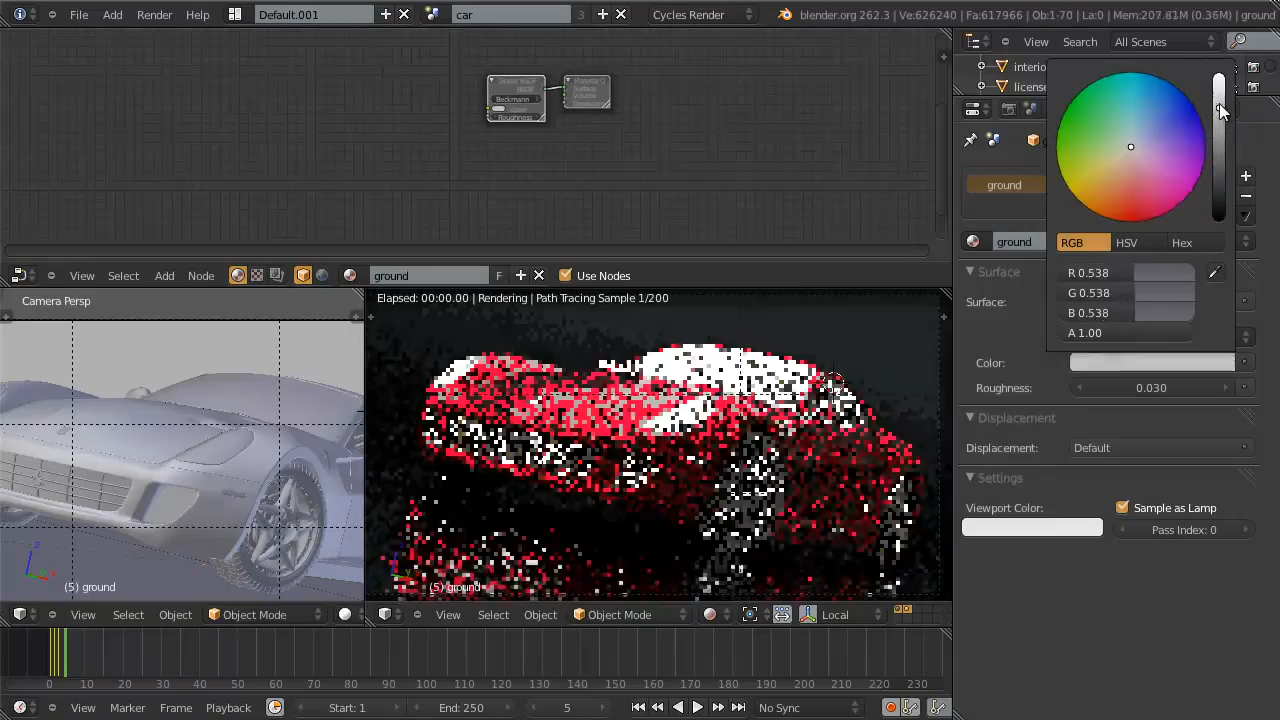 File Add Render Help Default.001 car 3 Cycles Render blender.org 262.3 | Ve:626240 | Fa:617966 | Ob:1-70 | La:0 | Mem:207.81M (0.36M) | ground
View Search All Scenes
interio
license
Beckmann
Roughness
Surface
Volume
ground
RGB HSV Hex
ground
Surface
Surface:
R 0.538
G 0.538
B 0.538
A 1.00
Color:
Roughness: 0.030
Displacement
Displacement: Default
Settings
Viewport Color: Sample as Lamp
Pass Index: 0
View Select Add Node ground F Use Nodes
Camera Persp
Elapsed: 00:00.00 | Rendering | Path Tracing Sample 1/200
(5) ground
(5) ground
View Select Object Object Mode
View Select Object Object Mode Local
0 10 20 30 40 50 60 70 80 90 100 110 120 130 140 150 160 170 180 190 200 210 220 230
View Marker Frame Playback Start: 1 End: 250 5 No Sync